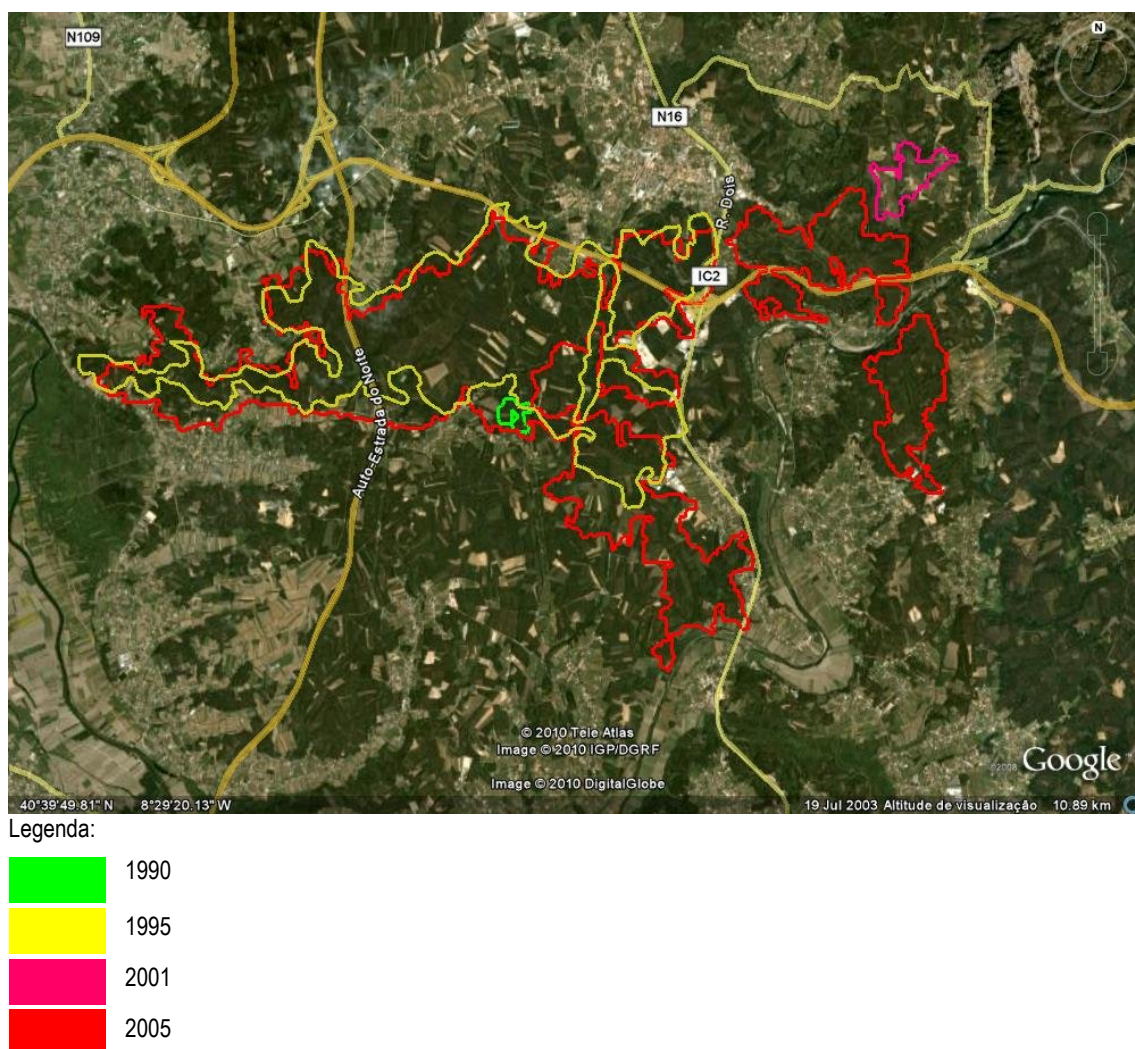 N
N109
N16
R. Dois
IC2
Auto-Estrada do Norte
© 2010 Tele Atlas
Image © 2010 IGP/DGRF
©2008 Google
Image © 2010 DigitalGlobe
40°39'49.81" N 8°29'20.13" W 19 Jul 2003 Altitude de visualização 10.89 km
Legenda:
1990
1995
2001
2005